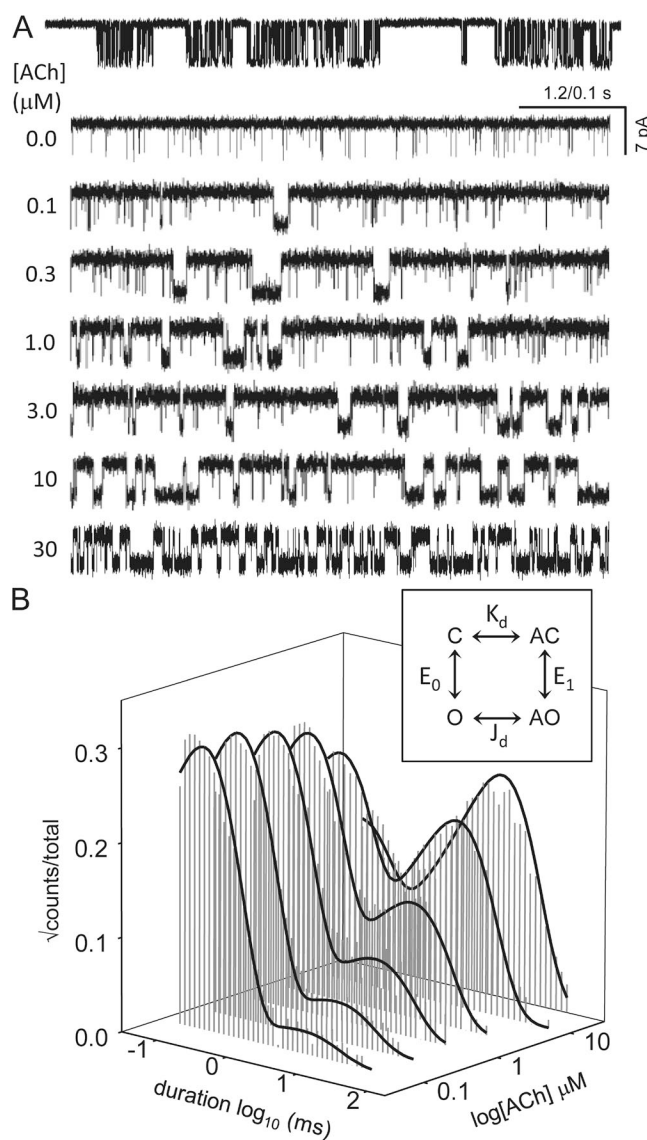 A
[ACh]
(μM)
1.2/0.1 s
7 pA
0.0
0.1
0.3
1.0
3.0
10
30
B
K_d
C AC
E_0 E_1
O AO
J_d
0.3
0.2
0.1
0.0
√counts/total
-1
0
1
2
duration log_10 (ms)
0.1
1
10
log[ACh] μM